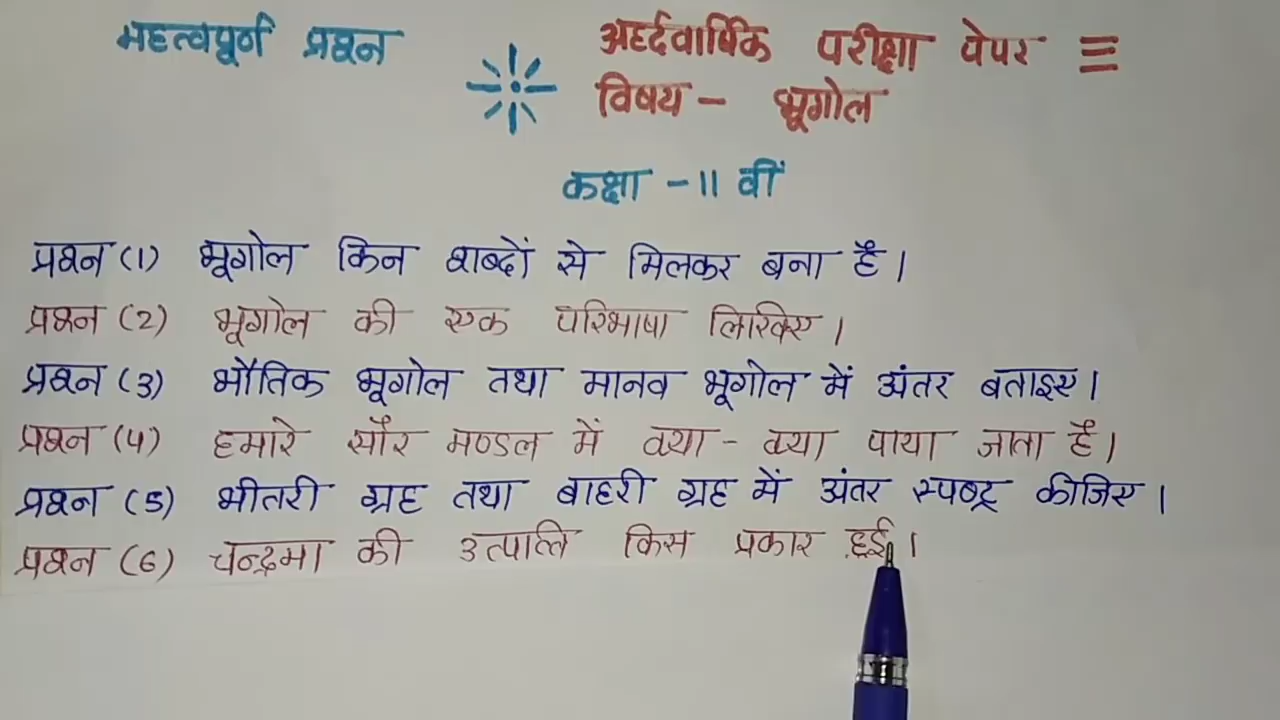 महत्वपूर्ण प्रश्न
अर्द्दवार्षिक परीक्षा पेपर
विषय - भूगोल
कक्षा - 11 वीं
प्रश्न (1) भूगोल किन शब्दों से मिलकर बना है।
प्रश्न (2) भूगोल की एक परिभाषा लिखिए।
प्रश्न (3) भौतिक भूगोल तथा मानव भूगोल में अंतर बताइए।
प्रश्न (4) हमारे सौर मण्डल में क्या - क्या पाया जाता है।
प्रश्न (5) भीतरी ग्रह तथा बाहरी ग्रह में अंतर स्पष्ट कीजिए।
प्रश्न (6) चन्द्रमा की उत्पत्ति किस प्रकार हुई।